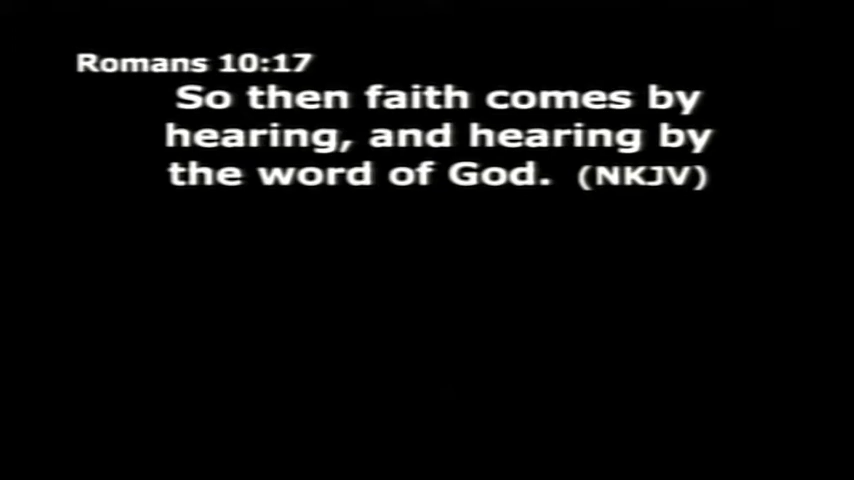 Romans 10:17
So then faith comes by
hearing, and hearing by
the word of God. (NKJV)